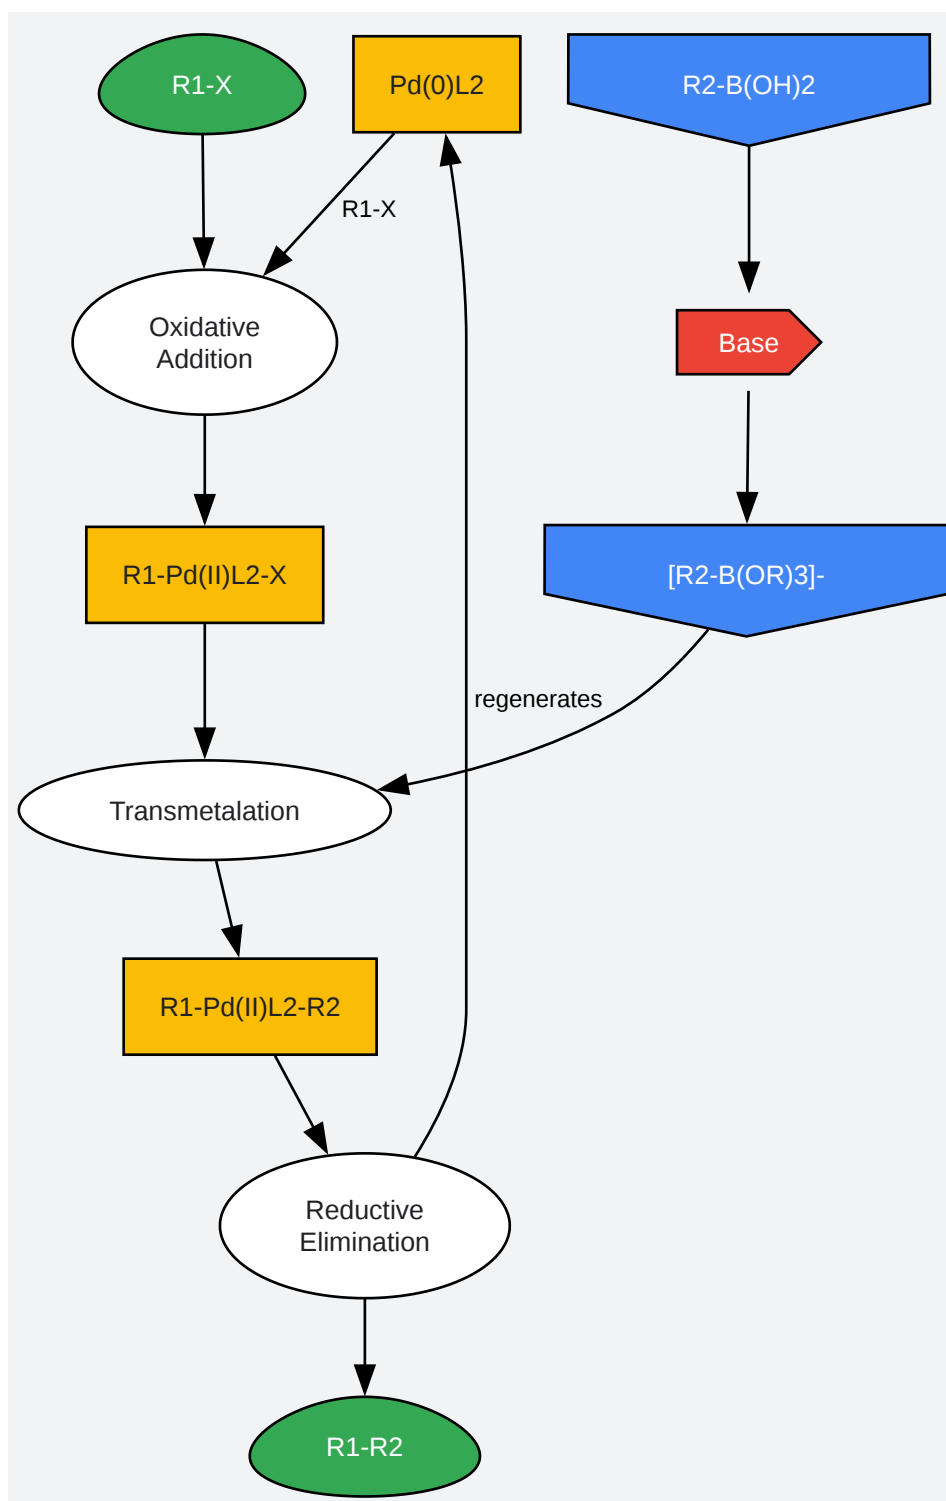 R1-X
Pd(0)L2
R2-B(OH)2
R1-X
Oxidative
Addition
Base
R1-Pd(II)L2-X
[R2-B(OR)3]-
regenerates
Transmetalation
R1-Pd(II)L2-R2
Reductive
Elimination
R1-R2